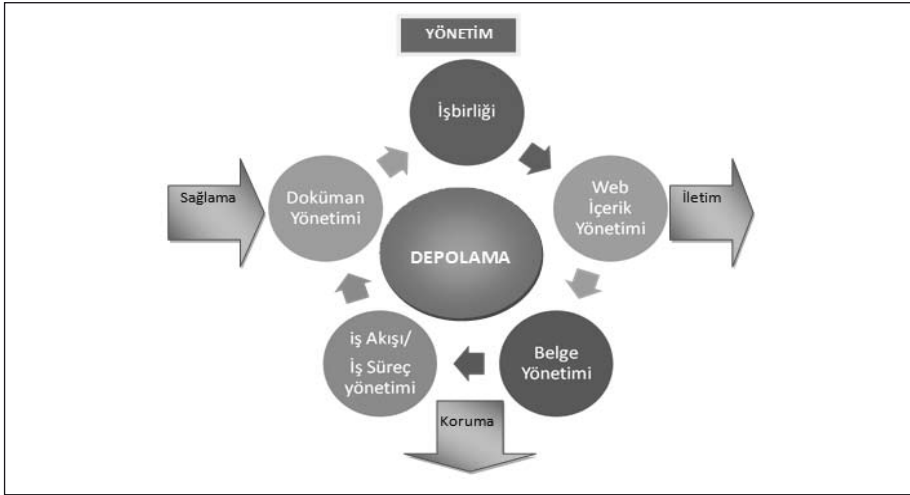 YÖNETİM
İşbirliği
Sağlama
Doküman
Yönetimi
Web
İçerik
Yönetimi
İletim
DEPOLAMA
iş Akışı/
İş Süreç
yönetimi
Belge
Yönetimi
Koruma